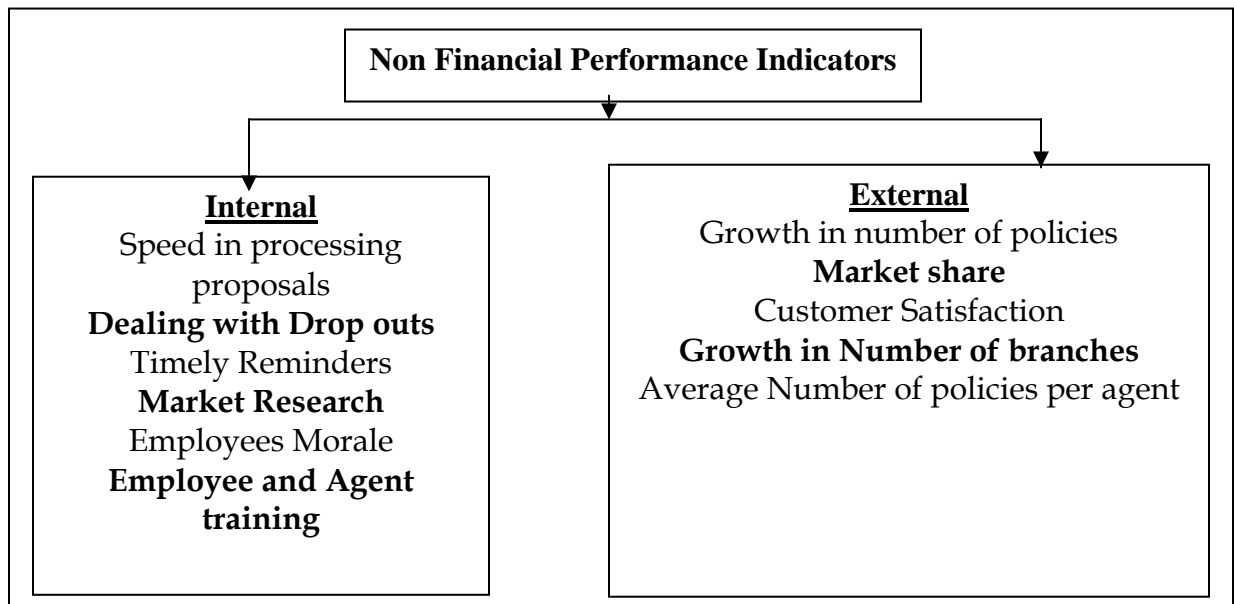 Non Financial Performance Indicators
Internal
Speed in processing
proposals
Dealing with Drop outs
Timely Reminders
Market Research
Employees Morale
Employee and Agent
training
External
Growth in number of policies
Market share
Customer Satisfaction
Growth in Number of branches
Average Number of policies per agent